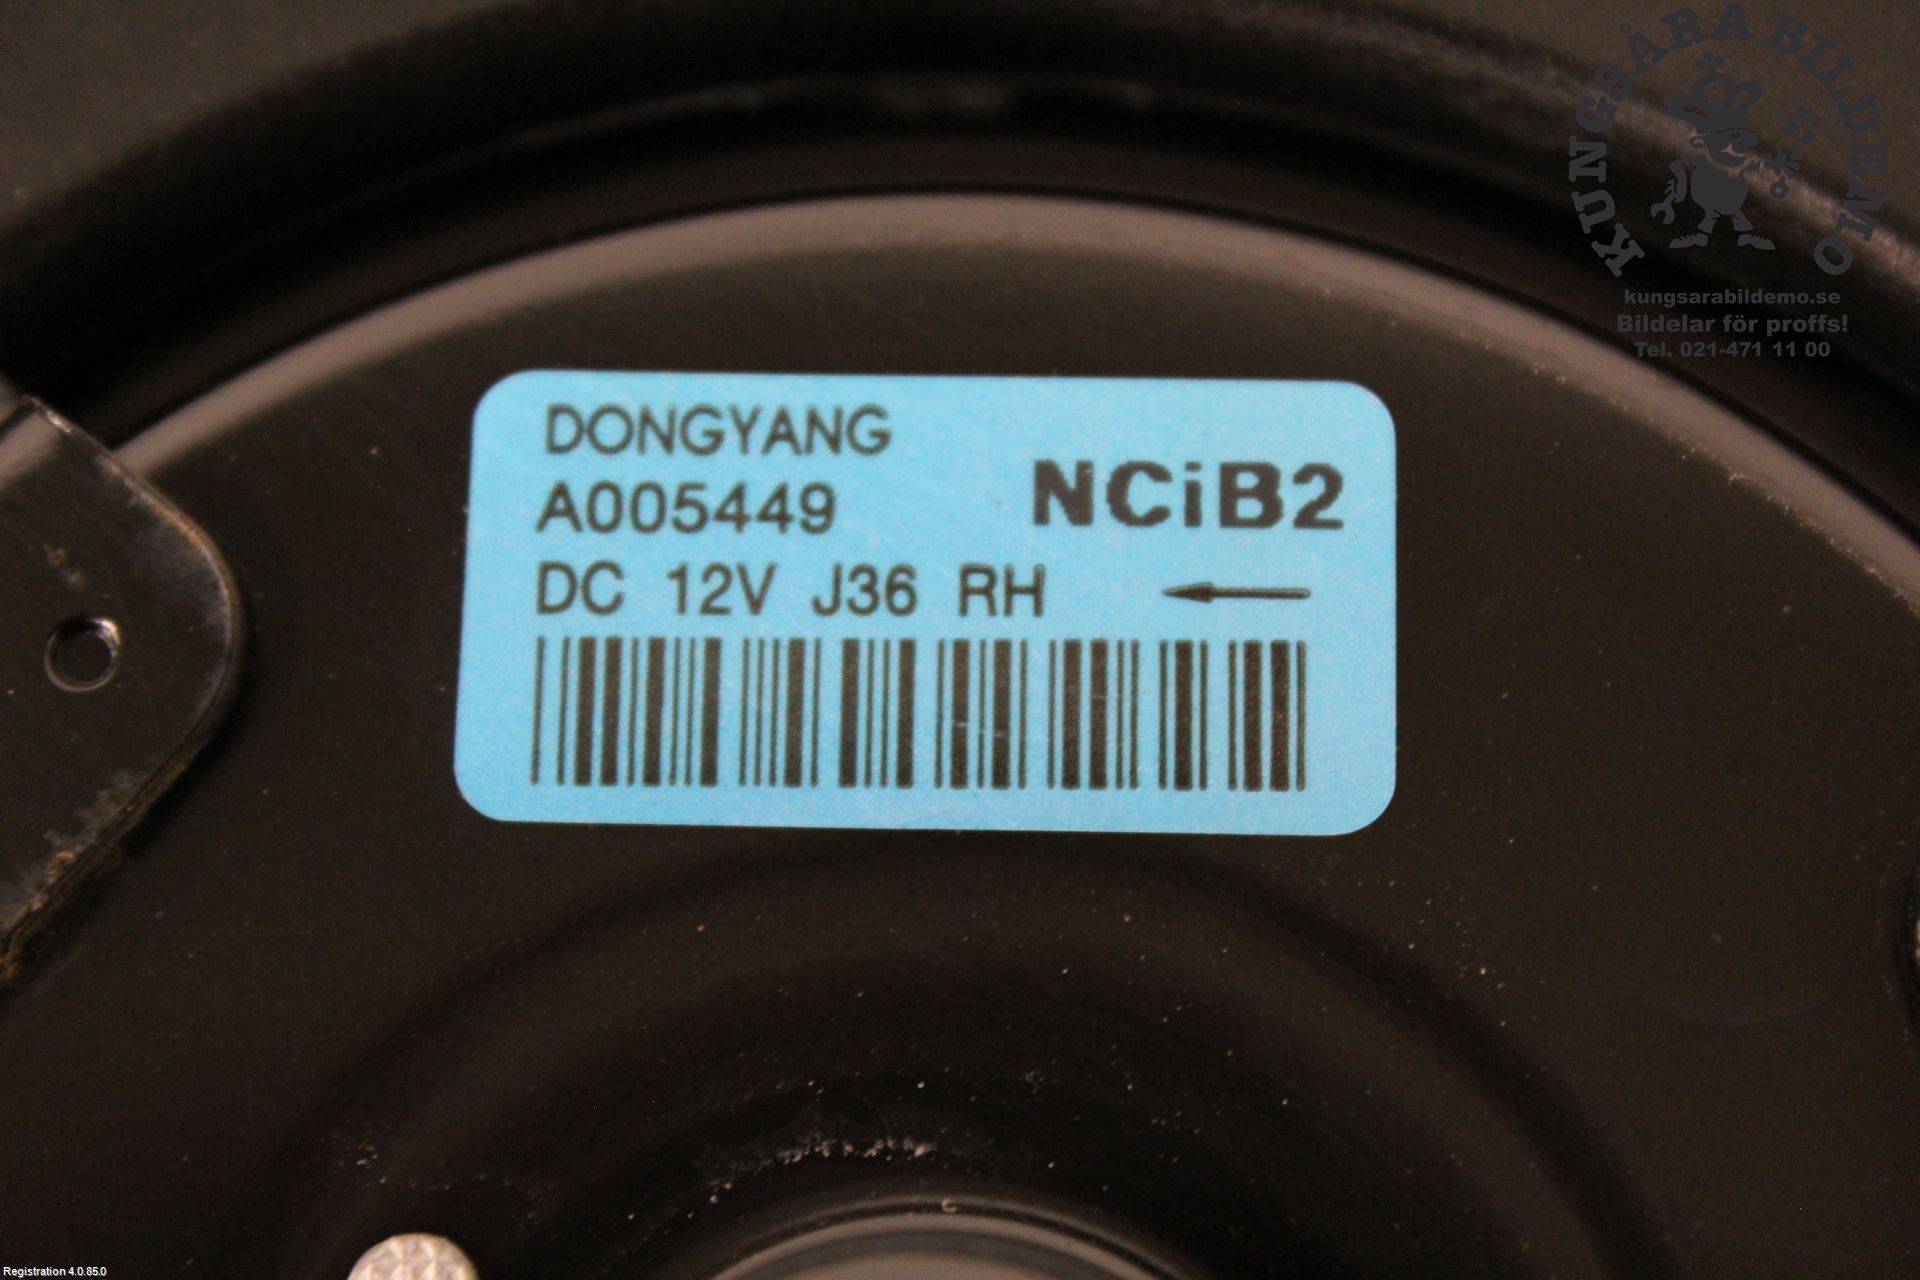 KUNGSÅRA BILDEMO
kungsarabildemo.se
Bildelar för proffs!
Tel. 021-471 11 00
DONGYANG
A005449
NCiB2
DC 12V J36 RH
Registration 4.0.85.0